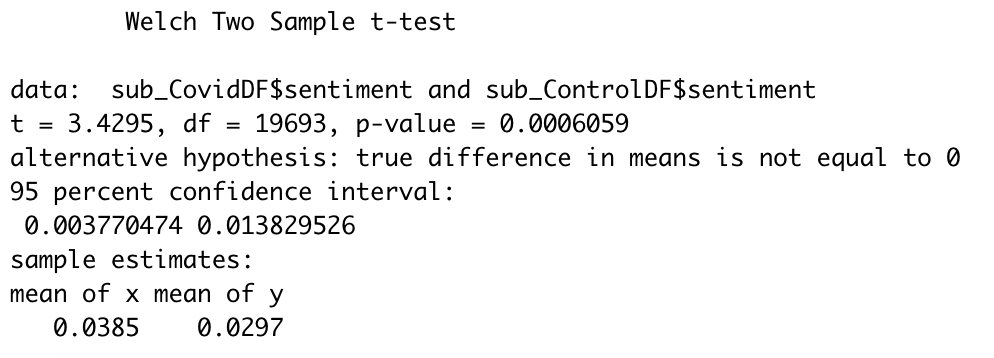 Welch Two Sample t-test
data:  sub_CovidDF$sentiment and sub_ControlDF$sentiment
t = 3.4295, df = 19693, p-value = 0.0006059
alternative hypothesis: true difference in means is not equal to 0
95 percent confidence interval:
 0.003770474 0.013829526
sample estimates:
mean of x mean of y
   0.0385    0.0297